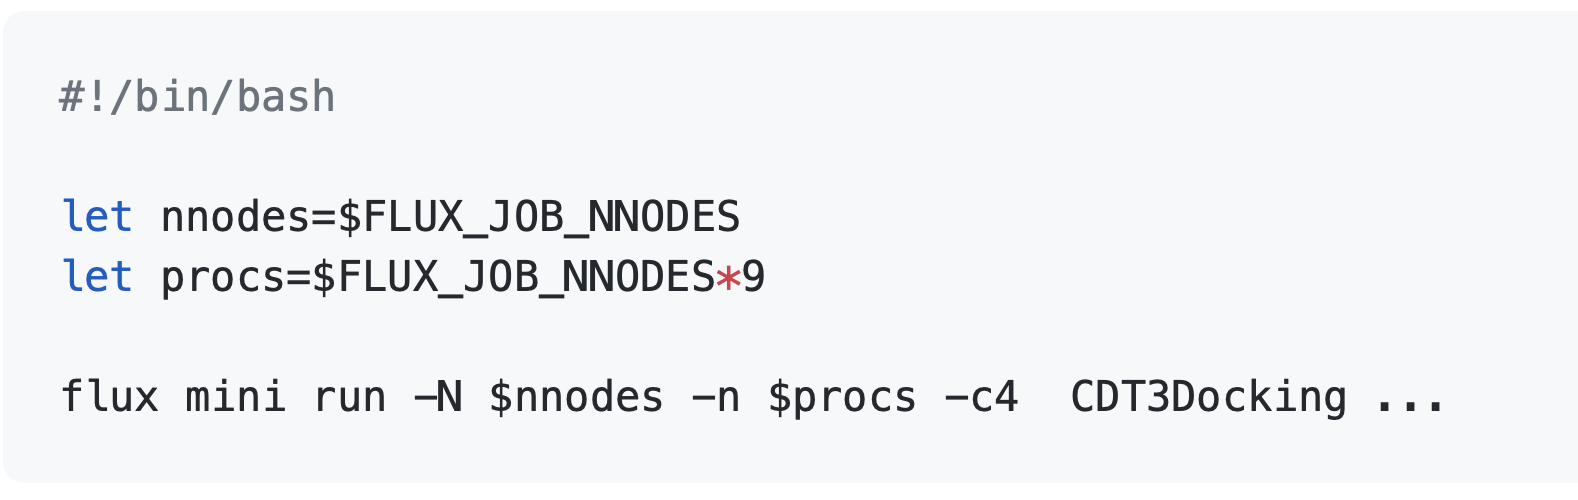 #!/bin/bash
let nnodes=$FLUX_JOB_NNODES
let procs=$FLUX_JOB_NNODES*9
flux mini run -N $nnodes -n $procs -c4  CDT3Docking ...